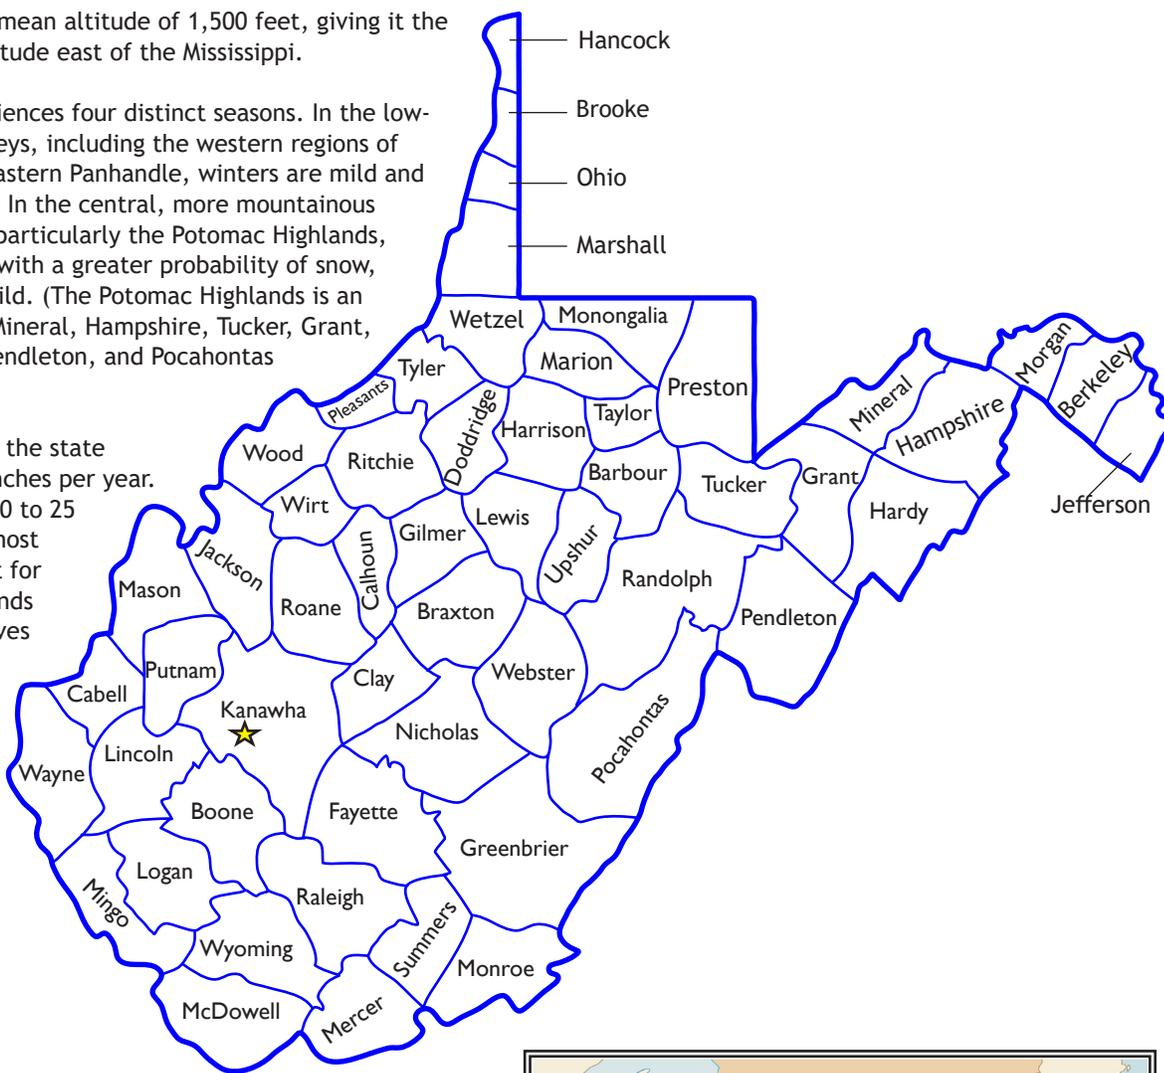 mean altitude of 1,500 feet, giving it the
tude east of the Mississippi.
iences four distinct seasons. In the low-
eys, including the western regions of
astern Panhandle, winters are mild and
In the central, more mountainous
particularly the Potomac Highlands,
with a greater probability of snow,
ild. (The Potomac Highlands is an
Mineral, Hampshire, Tucker, Grant,
endleton, and Pocahontas
the state
nches per year.
0 to 25
most
t for
nds
ves
Hancock
Brooke
Ohio
Marshall
Wetzel
Monongalia
Marion
Tyler
Pleasants
Preston
Doddridge
Harrison
Taylor
Mineral
Hampshire
Morgan
Berkeley
Jefferson
Wood
Ritchie
Barbour
Tucker
Grant
Hardy
Wirt
Lewis
Gilmer
Calhoun
Upshur
Randolph
Jackson
Mason
Roane
Braxton
Pendleton
Putnam
Cabell
Clay
Webster
Kanawha
Nicholas
Pocahontas
Lincoln
Wayne
Boone
Fayette
Greenbrier
Logan
Mingo
Raleigh
Summers
Wyoming
Monroe
McDowell
Mercer